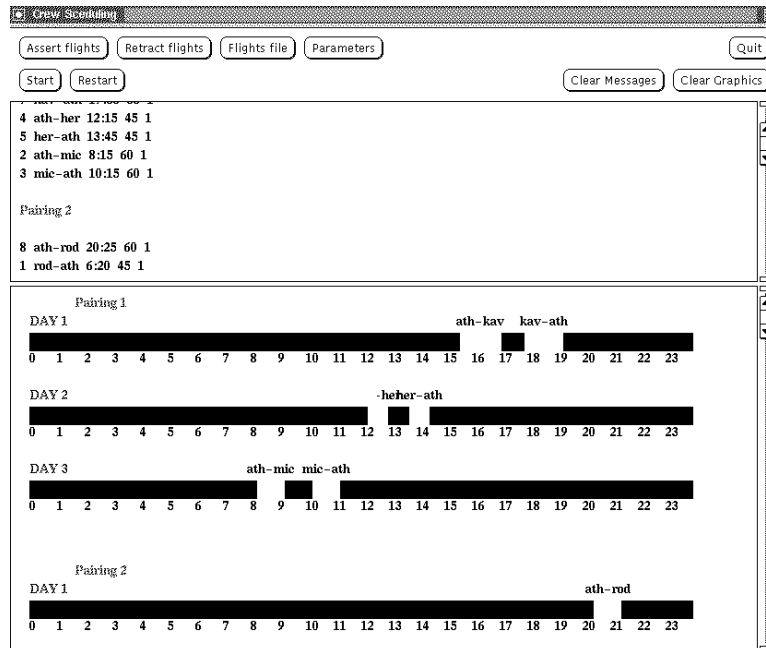 Crew Scheduling
Assert flights Retract flights Flights file Parameters Quit
Start Restart Clear Messages Clear Graphics
4 ath-her 12:15 45 1
5 her-ath 13:45 45 1
2 ath-mic 8:15 60 1
3 mic-ath 10:15 60 1
Pairing 2
8 ath-rod 20:25 60 1
1 rod-ath 6:20 45 1
Pairing 1
DAY 1 ath-kav kav-ath
0 1 2 3 4 5 6 7 8 9 10 11 12 13 14 15 16 17 18 19 20 21 22 23
DAY 2 -heher-ath
0 1 2 3 4 5 6 7 8 9 10 11 12 13 14 15 16 17 18 19 20 21 22 23
DAY 3 ath-mic mic-ath
0 1 2 3 4 5 6 7 8 9 10 11 12 13 14 15 16 17 18 19 20 21 22 23
Pairing 2
DAY 1 ath-rod
0 1 2 3 4 5 6 7 8 9 10 11 12 13 14 15 16 17 18 19 20 21 22 23